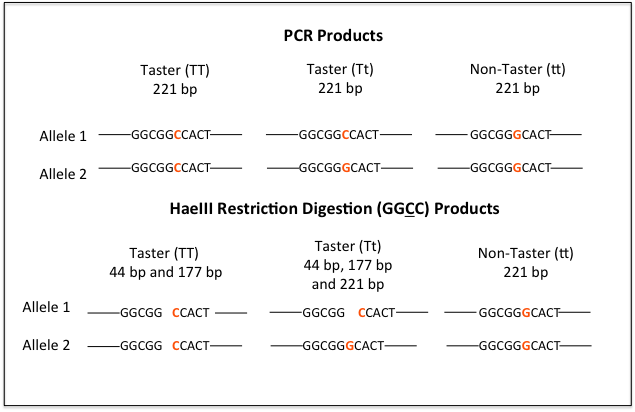 PCR Products
Taster (TT) Taster (Tt) Non-Taster (tt)
221 bp 221 bp 221 bp
Allele 1 GGCGGCCACT GGCGGCCACT GGCGGGCACT
Allele 2 GGCGGCCACT GGCGGGCACT GGCGGGCACT
HaeIII Restriction Digestion (GGCC) Products
Taster (TT) Taster (Tt) Non-Taster (tt)
44 bp and 177 bp 44 bp, 177 bp 221 bp
and 221 bp
Allele 1 GGCGG CCACT GGCGG CCACT GGCGGGCACT
Allele 2 GGCGG CCACT GGCGGGCACT GGCGGGCACT